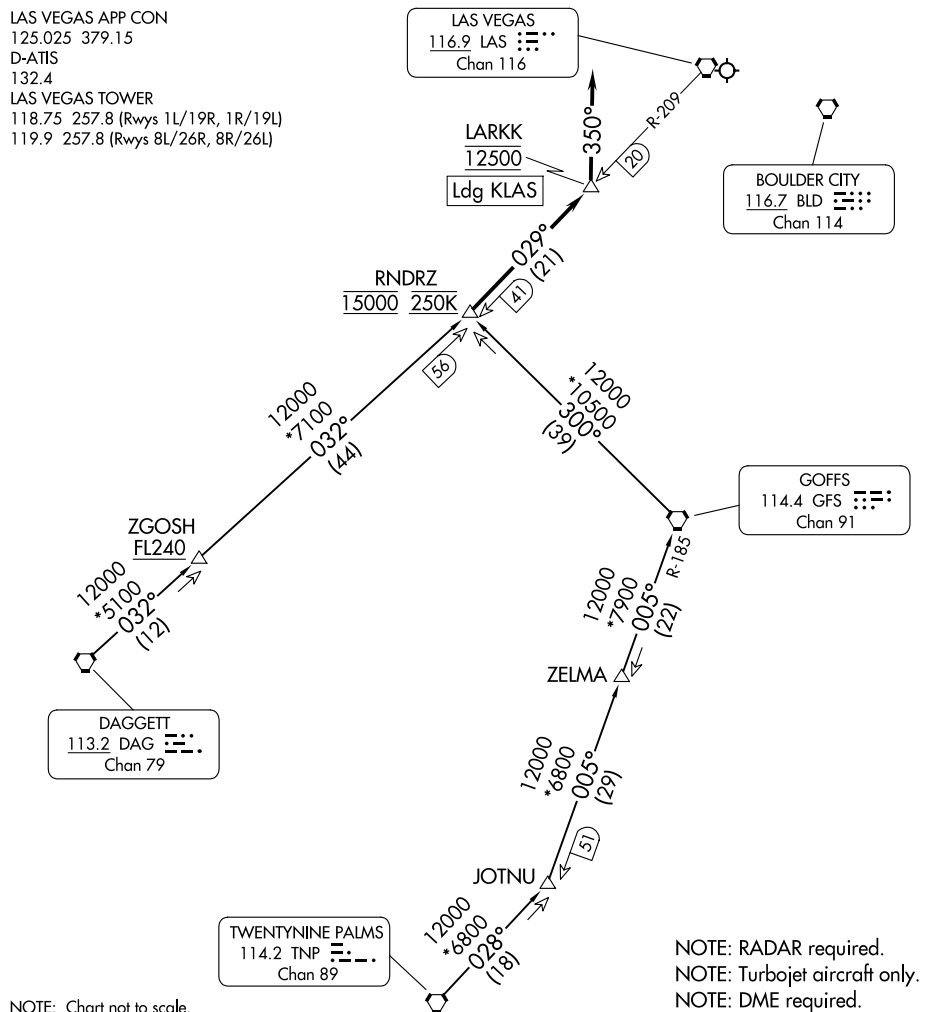 LAS VEGAS APP CON
125.025 379.15
D-ATIS
132.4
LAS VEGAS TOWER
118.75 257.8 (Rwys 1L/19R, 1R/19L)
119.9 257.8 (Rwys 8L/26R, 8R/26L)
LAS VEGAS
116.9 LAS
Chan 116
R-209
20
350°
LARKK
12500
Ldg KLAS
BOULDER CITY
116.7 BLD
Chan 114
029°
(21)
41
RNDRZ
15000 250K
56
12000
*7100
032°
(44)
12000
*10500
300°
(39)
GOFFS
114.4 GFS
Chan 91
R-185
ZGOSH
FL240
12000
*5100
032°
(12)
12000
*7900
005°
(22)
ZELMA
DAGGETT
113.2 DAG
Chan 79
12000
*6800
005°
(29)
51
JOTNU
12000
*6800
028°
(18)
TWENTYNINE PALMS
114.2 TNP
Chan 89
NOTE: RADAR required.
NOTE: Turbojet aircraft only.
NOTE: DME required.
NOTE: Chart not to scale.